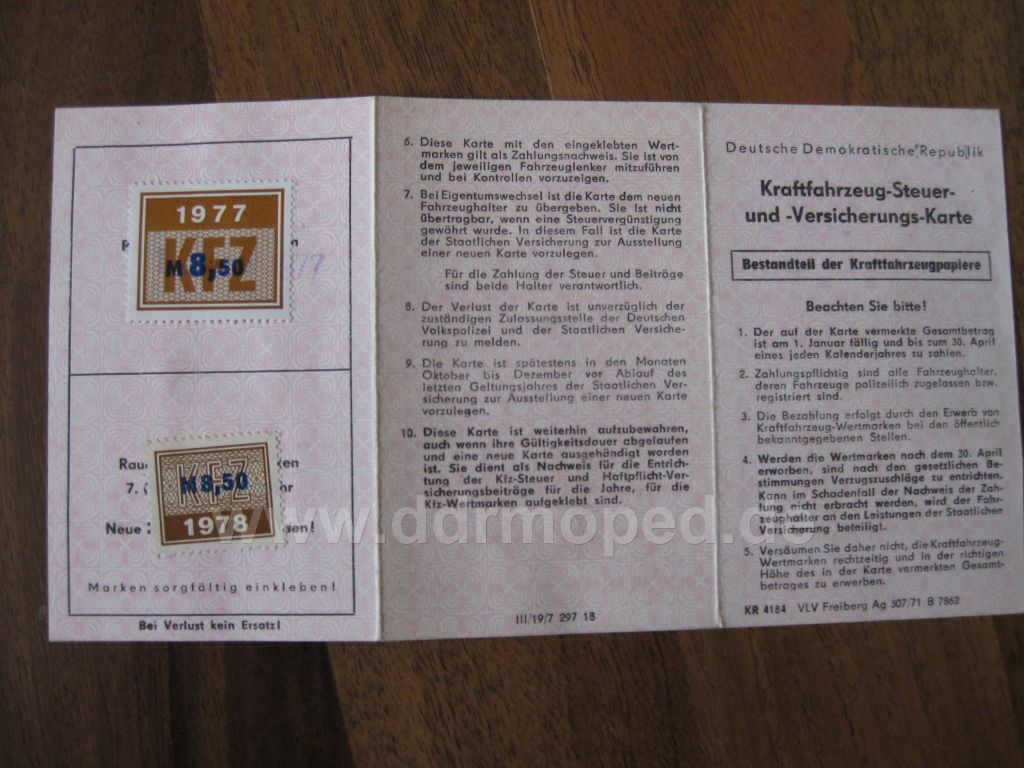 1977
KFZ
M 8,50
77
KFZ
M 8,50
1978
Rau
ken
7.
hr
Neue
sen!
Marken sorgfältig einkleben!
Bei Verlust kein Ersatz!
6. Diese Karte mit den eingeklebten Wert-
marken gilt als Zahlungsnachweis. Sie ist von
dem jeweiligen Fahrzeuglenker mitzuführen
und bei Kontrollen vorzuzeigen.
7. Bei Eigentumswechsel ist die Karte dem neuen
Fahrzeughalter zu übergeben. Sie ist nicht
übertragbar, wenn eine Steuervergünstigung
gewährt wurde. In diesem Fall ist die Karte
der Staatlichen Versicherung zur Ausstellung
einer neuen Karte vorzulegen.
Für die Zahlung der Steuer und Beiträge
sind beide Halter verantwortlich.
8. Der Verlust der Karte ist unverzüglich der
zuständigen Zulassungsstelle der Deutschen
Volkspolizei und der Staatlichen Versiche-
rung zu melden.
9. Die Karte ist spätestens in den Monaten
Oktober bis Dezember vor Ablauf des
letzten Geltungsjahres der Staatlichen Ver-
sicherung zur Ausstellung einer neuen Karte
vorzulegen.
10. Diese Karte ist weiterhin aufzubewahren,
auch wenn ihre Gültigkeitsdauer abgelaufen
und eine neue Karte ausgehändigt worden
ist. Sie dient als Nachweis für die Entrich-
tung der Kfz-Steuer und Haftpflicht-Ver-
sicherungsbeiträge für die Jahre, für die
Kfz-Wertmarken aufgeklebt sind.
III/19/7 297 18
Deutsche Demokratische Republik
Kraftfahrzeug-Steuer-
und -Versicherungs-Karte
Bestandteil der Kraftfahrzeugpapiere
Beachten Sie bitte!
1. Der auf der Karte vermerkte Gesamtbetrag
ist am 1. Januar fällig und bis zum 30. April
eines jeden Kalenderjahres zu zahlen.
2. Zahlungspflichtig sind alle Fahrzeughalter,
deren Fahrzeuge polizeilich zugelassen bzw.
registriert sind.
3. Die Bezahlung erfolgt durch den Erwerb von
Kraftfahrzeug-Wertmarken bei den öffentlich
bekanntgegebenen Stellen.
4. Werden die Wertmarken nach dem 30. April
erworben, sind nach den gesetzlichen Be-
stimmungen Verzugszuschläge zu entrichten.
Kann im Schadenfall der Nachweis der Zah-
lung nicht erbracht werden, wird der Fahr-
zeughalter an den Leistungen der Staatlichen
Versicherung beteiligt.
5. Versäumen Sie daher nicht, die Kraftfahrzeug-
Wertmarken rechtzeitig und in der richtigen
Höhe des in der Karte vermerkten Gesamt-
betrages zu erwerben.
KR 4184 VLV Freiberg Ag 307/71 B 7862
www.darmoped.de